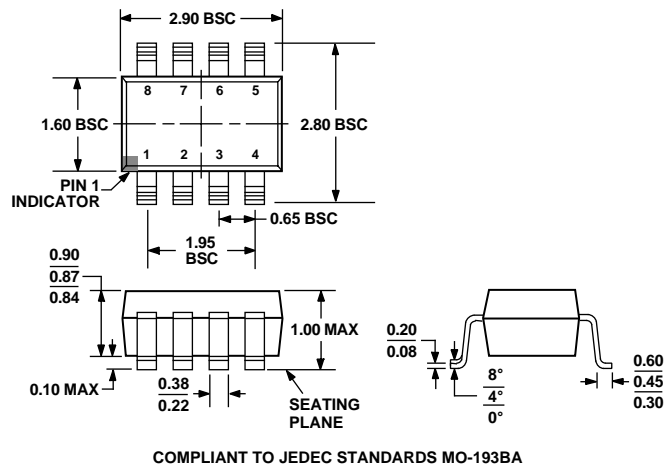 2.90 BSC
8 7 6 5
1.60 BSC
2.80 BSC
1 2 3 4
PIN 1
INDICATOR
0.65 BSC
1.95
BSC
0.90
0.87
0.84
1.00 MAX
0.20
0.08
0.10 MAX
0.38
0.22
SEATING
PLANE
8°
4°
0°
0.60
0.45
0.30
COMPLIANT TO JEDEC STANDARDS MO-193BA